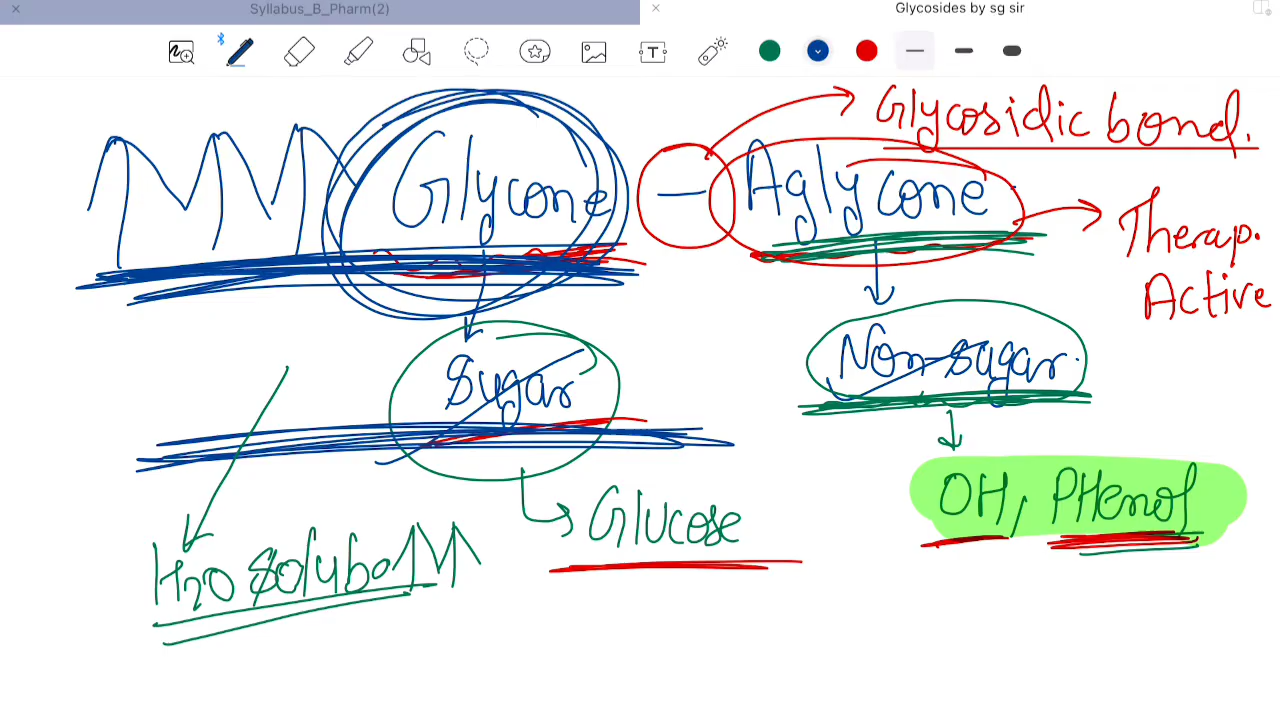 Syllabus_B_Pharm(2)
Glycosides by sg sir
Glycone — Aglycone
Glycosidic bond.
Therap.
Active
Sugar
Non-sugar.
Glucose
OH, PHenol
H2O